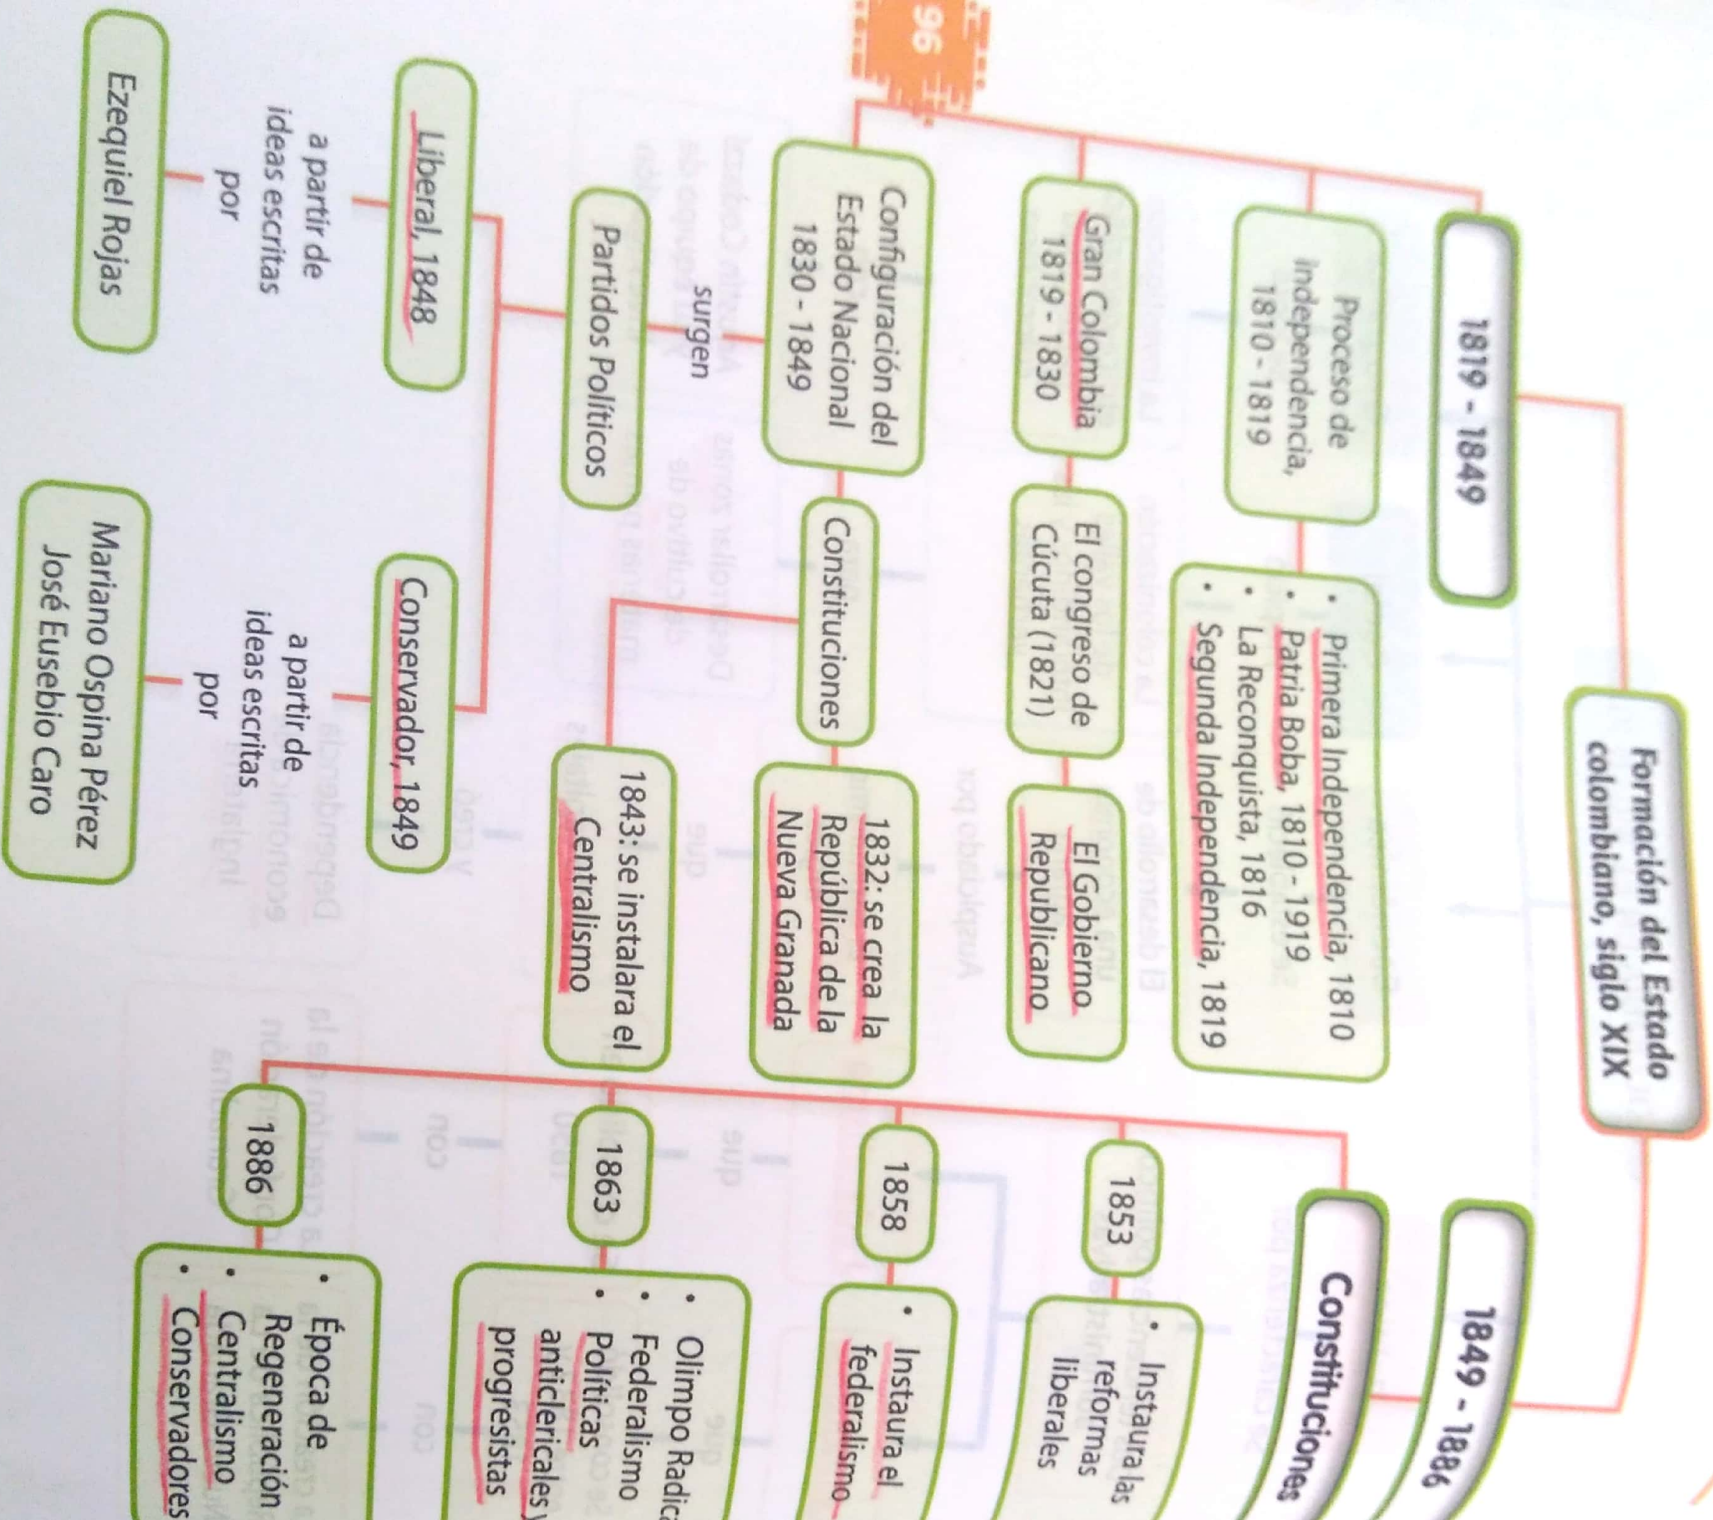 Formación del Estado
colombiano, siglo XIX
1819 - 1849
Proceso de
independencia,
1810 - 1819
• Primera Independencia, 1810
• Patria Boba, 1810 - 1919
• La Reconquista, 1816
• Segunda Independencia, 1819
Gran Colombia
1819 - 1830
El congreso de
Cúcuta (1821)
El Gobierno
Republicano
Configuración del
Estado Nacional
1830 - 1849
Constituciones
1832: se crea la
República de la
Nueva Granada
1843: se instalara el
Centralismo
surgen
Partidos Políticos
Liberal, 1848
a partir de
ideas escritas
por
Ezequiel Rojas
Conservador, 1849
a partir de
ideas escritas
por
Mariano Ospina Pérez
José Eusebio Caro
1849 - 1886
Constituciones
1853
• Instaura las
reformas
liberales
1858
• Instaura el
federalismo
1863
• Olimpo Radica
• Federalismo
• Políticas
anticlericales y
progresistas
1886
• Época de
Regeneración
• Centralismo
• Conservadores
96